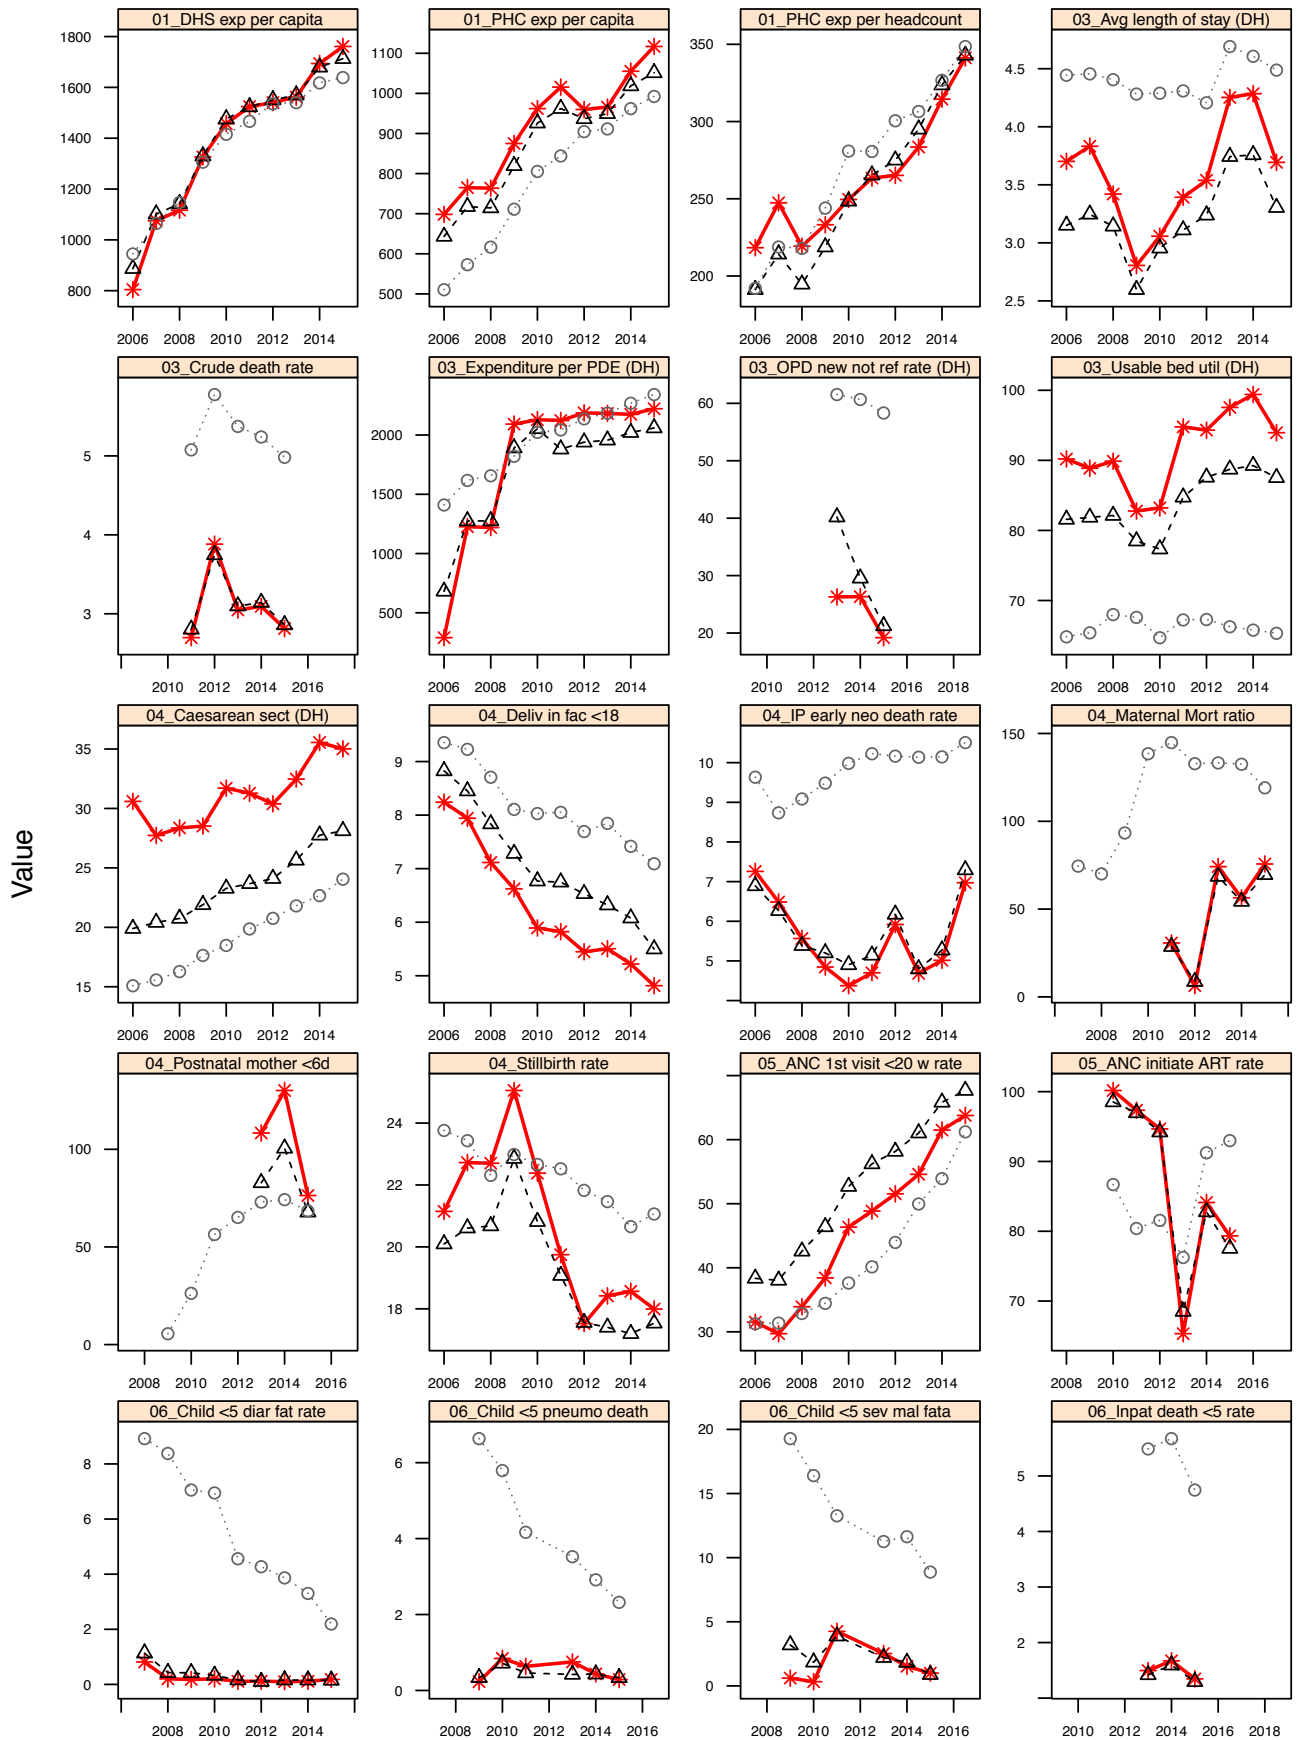 Value
01_DHS exp per capita
800
1000
1200
1400
1600
1800
2006 2008 2010 2012 2014
01_PHC exp per capita
500
600
700
800
900
1000
1100
2006 2008 2010 2012 2014
01_PHC exp per headcount
200
250
300
350
2006 2008 2010 2012 2014
03_Avg length of stay (DH)
2.5
3.0
3.5
4.0
4.5
2006 2008 2010 2012 2014
03_Crude death rate
3
4
5
2010 2012 2014 2016
03_Expenditure per PDE (DH)
500
1000
1500
2000
2006 2008 2010 2012 2014
03_OPD new not ref rate (DH)
20
30
40
50
60
2010 2012 2014 2016 2018
03_Usable bed util (DH)
70
80
90
100
2006 2008 2010 2012 2014
04_Caesarean sect (DH)
15
20
25
30
35
2006 2008 2010 2012 2014
04_Deliv in fac <18
5
6
7
8
9
2006 2008 2010 2012 2014
04_IP early neo death rate
5
6
7
8
9
10
2006 2008 2010 2012 2014
04_Maternal Mort ratio
0
50
100
150
2008 2010 2012 2014 2016
04_Postnatal mother <6d
0
50
100
2008 2010 2012 2014 2016
04_Stillbirth rate
18
20
22
24
2006 2008 2010 2012 2014
05_ANC 1st visit <20 w rate
30
40
50
60
2006 2008 2010 2012 2014
05_ANC initiate ART rate
70
80
90
100
2008 2010 2012 2014 2016
06_Child <5 diar fat rate
0
2
4
6
8
2008 2010 2012 2014
06_Child <5 pneumo death
0
2
4
6
2008 2010 2012 2014 2016
06_Child <5 sev mal fata
0
5
10
15
20
2008 2010 2012 2014 2016
06_Inpat death <5 rate
2
3
4
5
2010 2012 2014 2016 2018